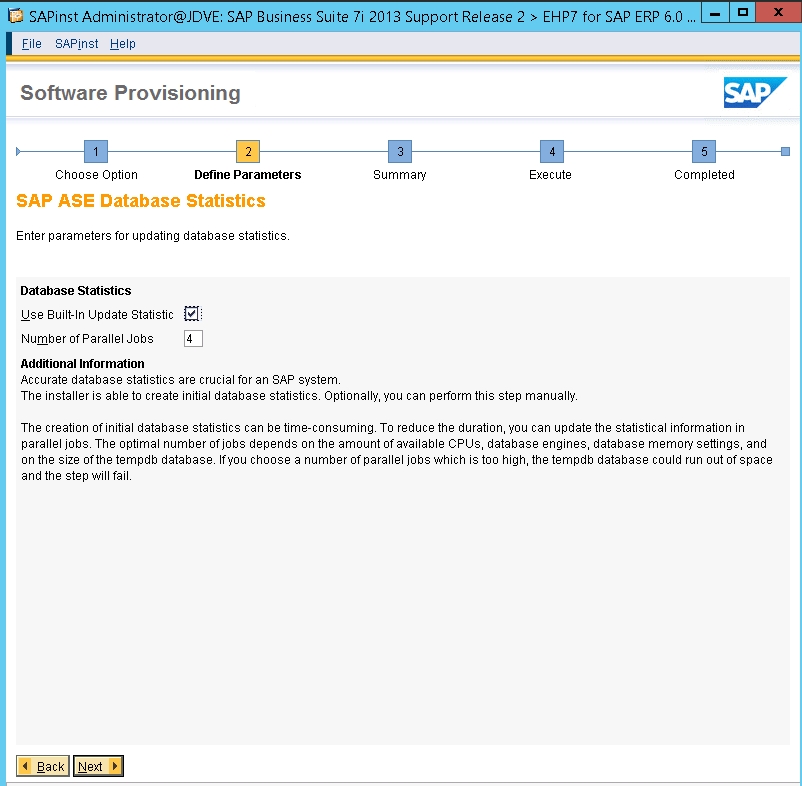 SAPinst Administrator@JDVE: SAP Business Suite 7i 2013 Support Release 2 > EHP7 for SAP ERP 6.0 ...
File SAPinst Help
Software Provisioning
SAP
1 2 3 4 5
Choose Option Define Parameters Summary Execute Completed
SAP ASE Database Statistics
Enter parameters for updating database statistics.
Database Statistics
Use Built-In Update Statistic
Number of Parallel Jobs 4
Additional Information
Accurate database statistics are crucial for an SAP system.
The installer is able to create initial database statistics. Optionally, you can perform this step manually.
The creation of initial database statistics can be time-consuming. To reduce the duration, you can update the statistical information in
parallel jobs. The optimal number of jobs depends on the amount of available CPUs, database engines, database memory settings, and
on the size of the tempdb database. If you choose a number of parallel jobs which is too high, the tempdb database could run out of space
and the step will fail.
Back Next